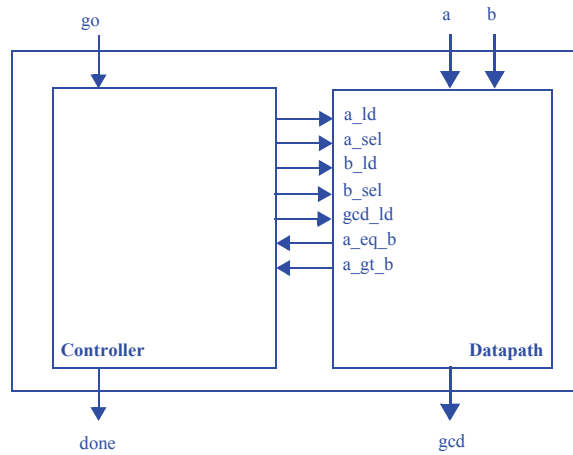 go
a
b
a_ld
a_sel
b_ld
b_sel
gcd_ld
a_eq_b
a_gt_b
Controller
Datapath
done
gcd